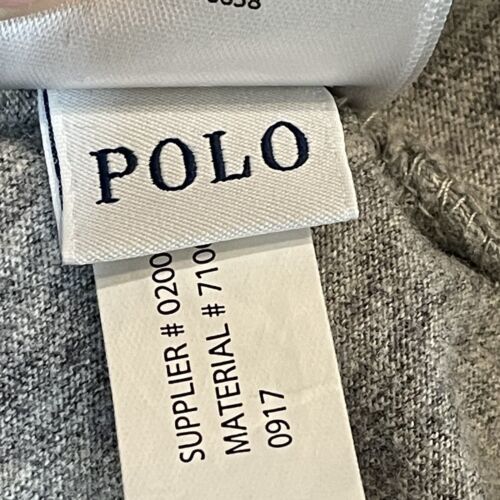 POLO
SUPPLIER # 0200
MATERIAL # 710
0917